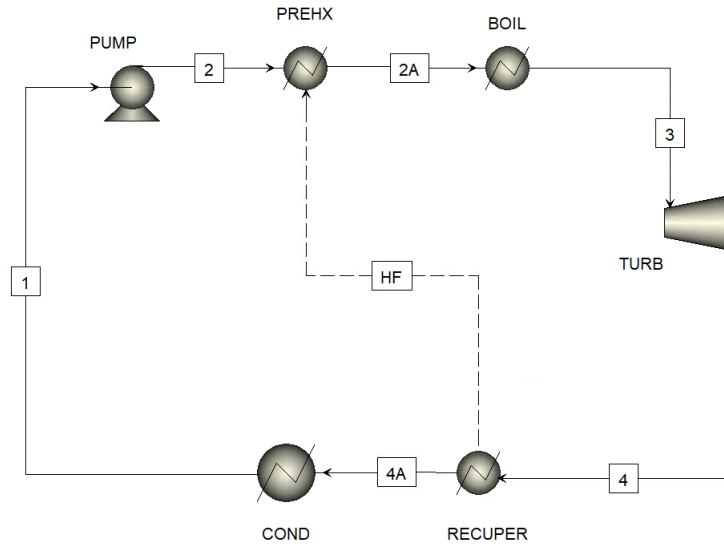 PREHX
PUMP
BOIL
2
2A
3
TURB
HF
1
4A
4
COND
RECUPER